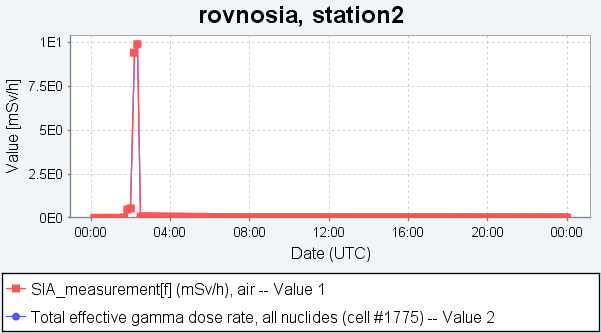 rovnosia, station2
Value [mSv/h]
1E1
7.5E0
5E0
2.5E0
0E0
00:00 04:00 08:00 12:00 16:00 20:00 00:00
Date (UTC)
SIA_measurement[f] (mSv/h), air -- Value 1
Total effective gamma dose rate, all nuclides (cell #1775) -- Value 2